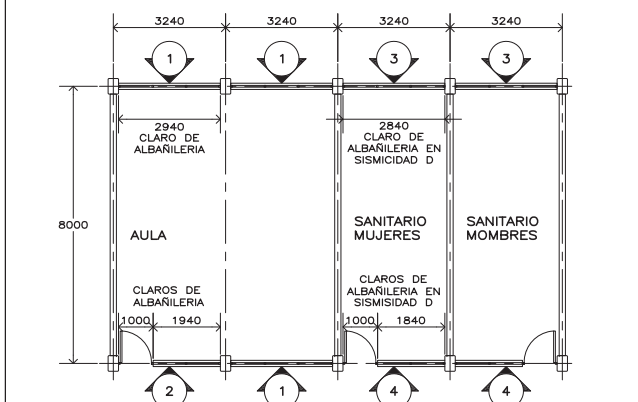 3240 3240 3240 3240
1 1 3 3
2940
CLARO DE
ALBAÑILERIA
2840
CLARO DE
ALBAÑILERIA EN
SISMICIDAD D
8000
AULA
SANITARIO
MUJERES
SANITARIO
MOMBRES
CLAROS DE
ALBAÑILERIA
1000 1940
CLAROS DE
ALBAÑILERIA EN
SISMISIDAD D
1000 1840
2 1 4 4